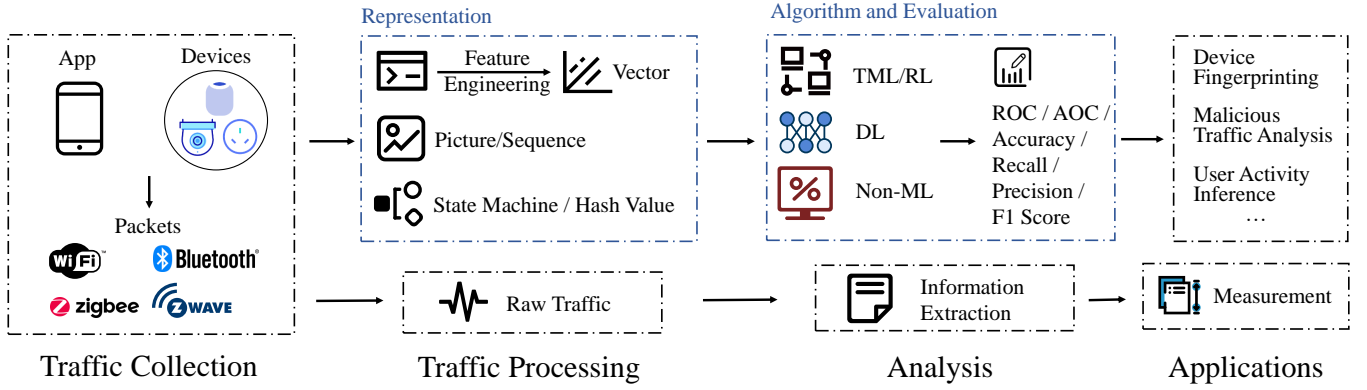 Representation
Algorithm and Evaluation
App
Devices
Packets
WiFi™
Bluetooth®
zigbee
Z WAVE
Feature
Engineering
Vector
Picture/Sequence
State Machine / Hash Value
TML/RL
DL
Non-ML
ROC / AOC /
Accuracy /
Recall /
Precision /
F1 Score
Device
Fingerprinting
Malicious
Traffic Analysis
User Activity
Inference
…
Raw Traffic
Information
Extraction
Measurement
Traffic Collection
Traffic Processing
Analysis
Applications